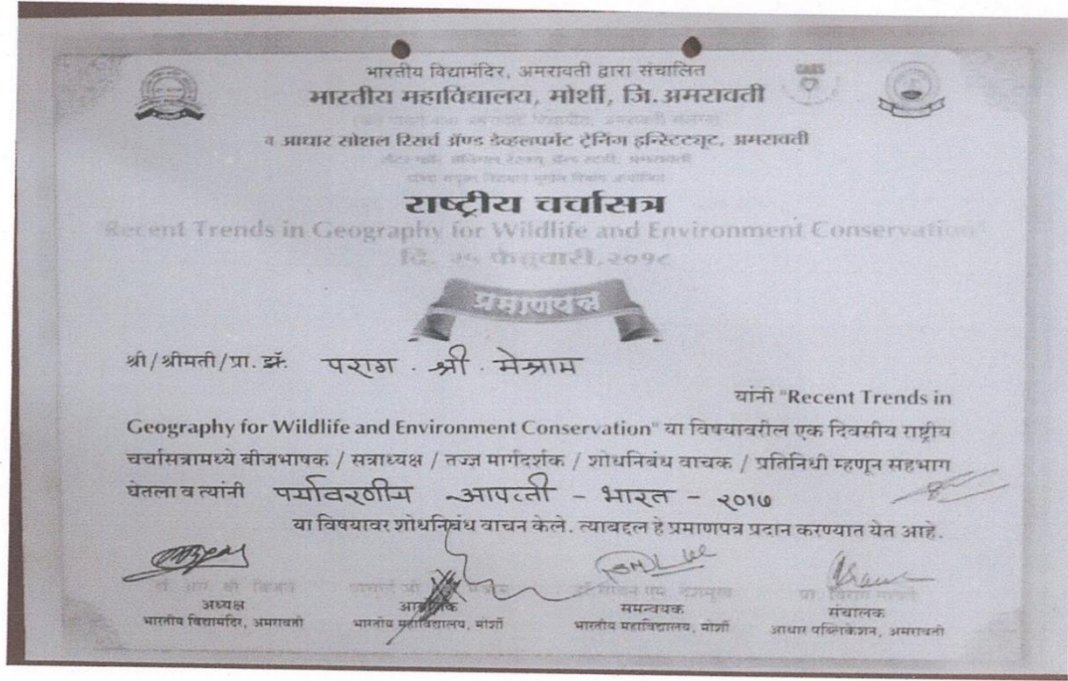 भारतीय विद्यामंदिर, अमरावती द्वारा संचालित
भारतीय महाविद्यालय, मोर्शी, जि.अमरावती
व आधार सोशल रिसर्च ॲण्ड डेव्हलपमेंट ट्रेनिंग इन्स्टिटयूट, अमरावती
राष्ट्रीय चर्चासत्र
Recent Trends in Geography for Wildlife and Environment Conservation"
दि. २५ फेब्रुवारी,२०१८
प्रमाणपत्र
श्री/श्रीमती/प्रा. डॉ. पराग . श्री . मेश्राम
यांनी "Recent Trends in
Geography for Wildlife and Environment Conservation" या विषयावरील एक दिवसीय राष्ट्रीय
चर्चासत्रामध्ये बीजभाषक / सत्राध्यक्ष / तज्ज्ञ मार्गदर्शक / शोधनिबंध वाचक / प्रतिनिधी म्हणून सहभाग
घेतला व त्यांनी पर्यावरणीय आपत्ती - भारत - २०१७
या विषयावर शोधनिबंध वाचन केले. त्याबद्दल हे प्रमाणपत्र प्रदान करण्यात येत आहे.
अध्यक्ष समन्वयक संचालक
भारतीय विद्यामंदिर, अमरावती भारतीय महाविद्यालय, मोर्शी भारतीय महाविद्यालय, मोर्शी आधार पब्लिकेशन, अमरावती